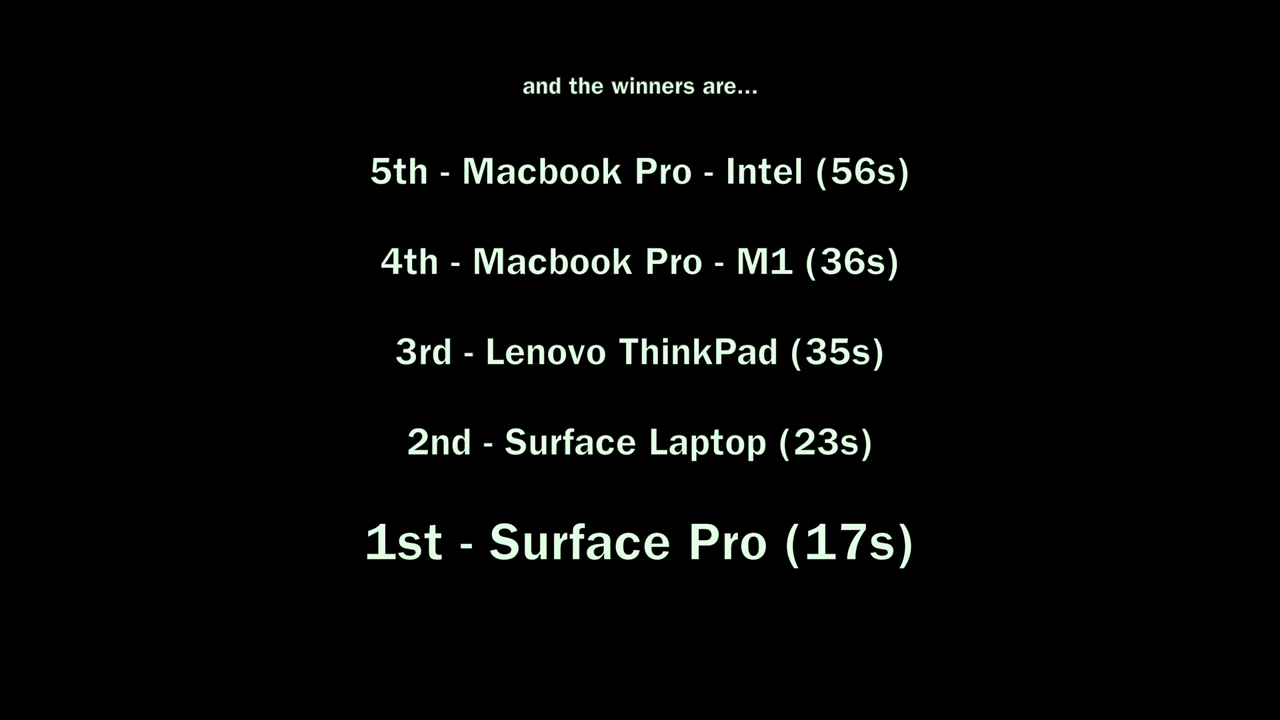 and the winners are...
5th - Macbook Pro - Intel (56s)
4th - Macbook Pro - M1 (36s)
3rd - Lenovo ThinkPad (35s)
2nd - Surface Laptop (23s)
1st - Surface Pro (17s)